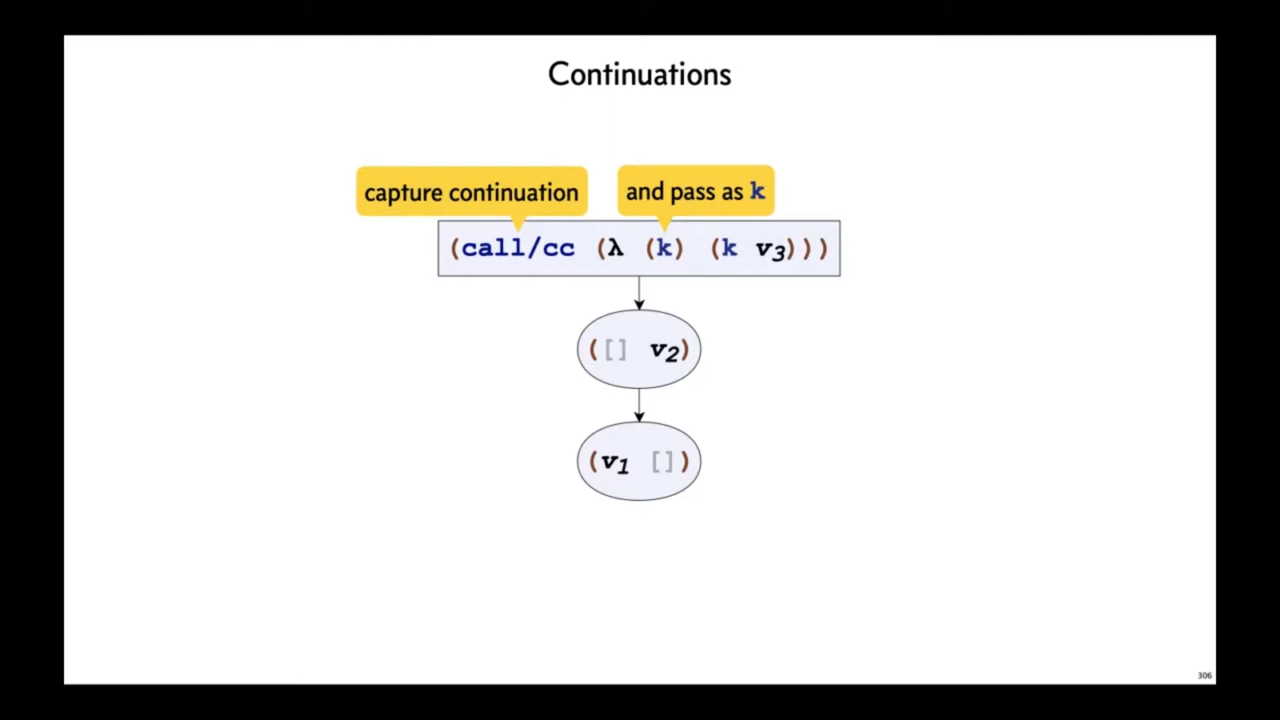 Continuations
capture continuation
and pass as k
(call/cc (λ (k) (k v3)))
([] v2)
(v1 [])
306